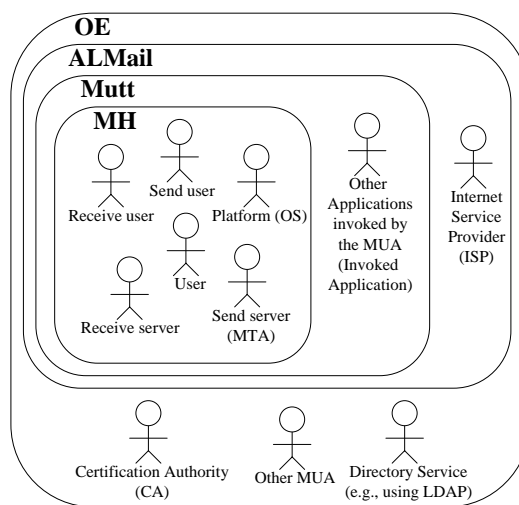 OE
ALMail
Mutt
MH
Send user
Receive user
Platform (OS)
User
Receive server
Send server
(MTA)
Other
Applications
invoked by
the MUA
(Invoked
Application)
Internet
Service
Provider
(ISP)
Certification Authority
(CA)
Other MUA
Directory Service
(e.g., using LDAP)